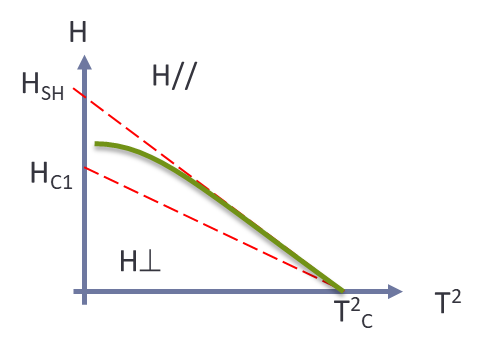 H
H//
H_SH
H_C1
H⊥
T²
T²_C